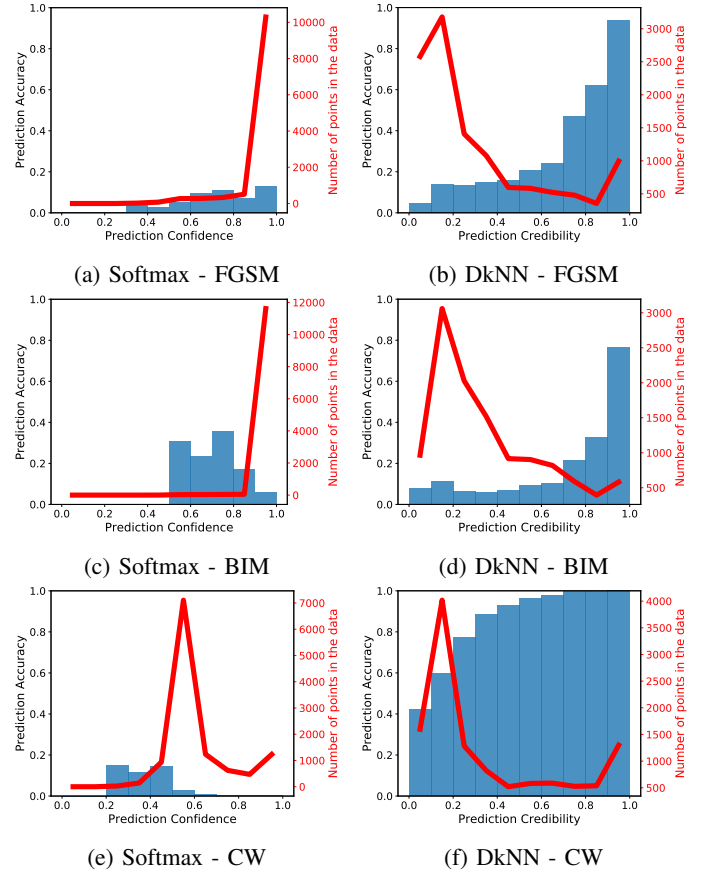 1.0
0.8
0.6
0.4
0.2
0.0
Prediction Accuracy
0.0 0.2 0.4 0.6 0.8 1.0
Prediction Confidence
10000
8000
6000
4000
2000
0
Number of points in the data
(a) Softmax - FGSM
1.0
0.8
0.6
0.4
0.2
0.0
Prediction Accuracy
0.0 0.2 0.4 0.6 0.8 1.0
Prediction Credibility
3000
2500
2000
1500
1000
500
Number of points in the data
(b) DkNN - FGSM
1.0
0.8
0.6
0.4
0.2
0.0
Prediction Accuracy
0.0 0.2 0.4 0.6 0.8 1.0
Prediction Confidence
12000
10000
8000
6000
4000
2000
0
Number of points in the data
(c) Softmax - BIM
1.0
0.8
0.6
0.4
0.2
0.0
Prediction Accuracy
0.0 0.2 0.4 0.6 0.8 1.0
Prediction Credibility
3000
2500
2000
1500
1000
500
Number of points in the data
(d) DkNN - BIM
1.0
0.8
0.6
0.4
0.2
0.0
Prediction Accuracy
0.0 0.2 0.4 0.6 0.8 1.0
Prediction Confidence
7000
6000
5000
4000
3000
2000
1000
0
Number of points in the data
(e) Softmax - CW
1.0
0.8
0.6
0.4
0.2
0.0
Prediction Accuracy
0.0 0.2 0.4 0.6 0.8 1.0
Prediction Credibility
4000
3500
3000
2500
2000
1500
1000
500
Number of points in the data
(f) DkNN - CW